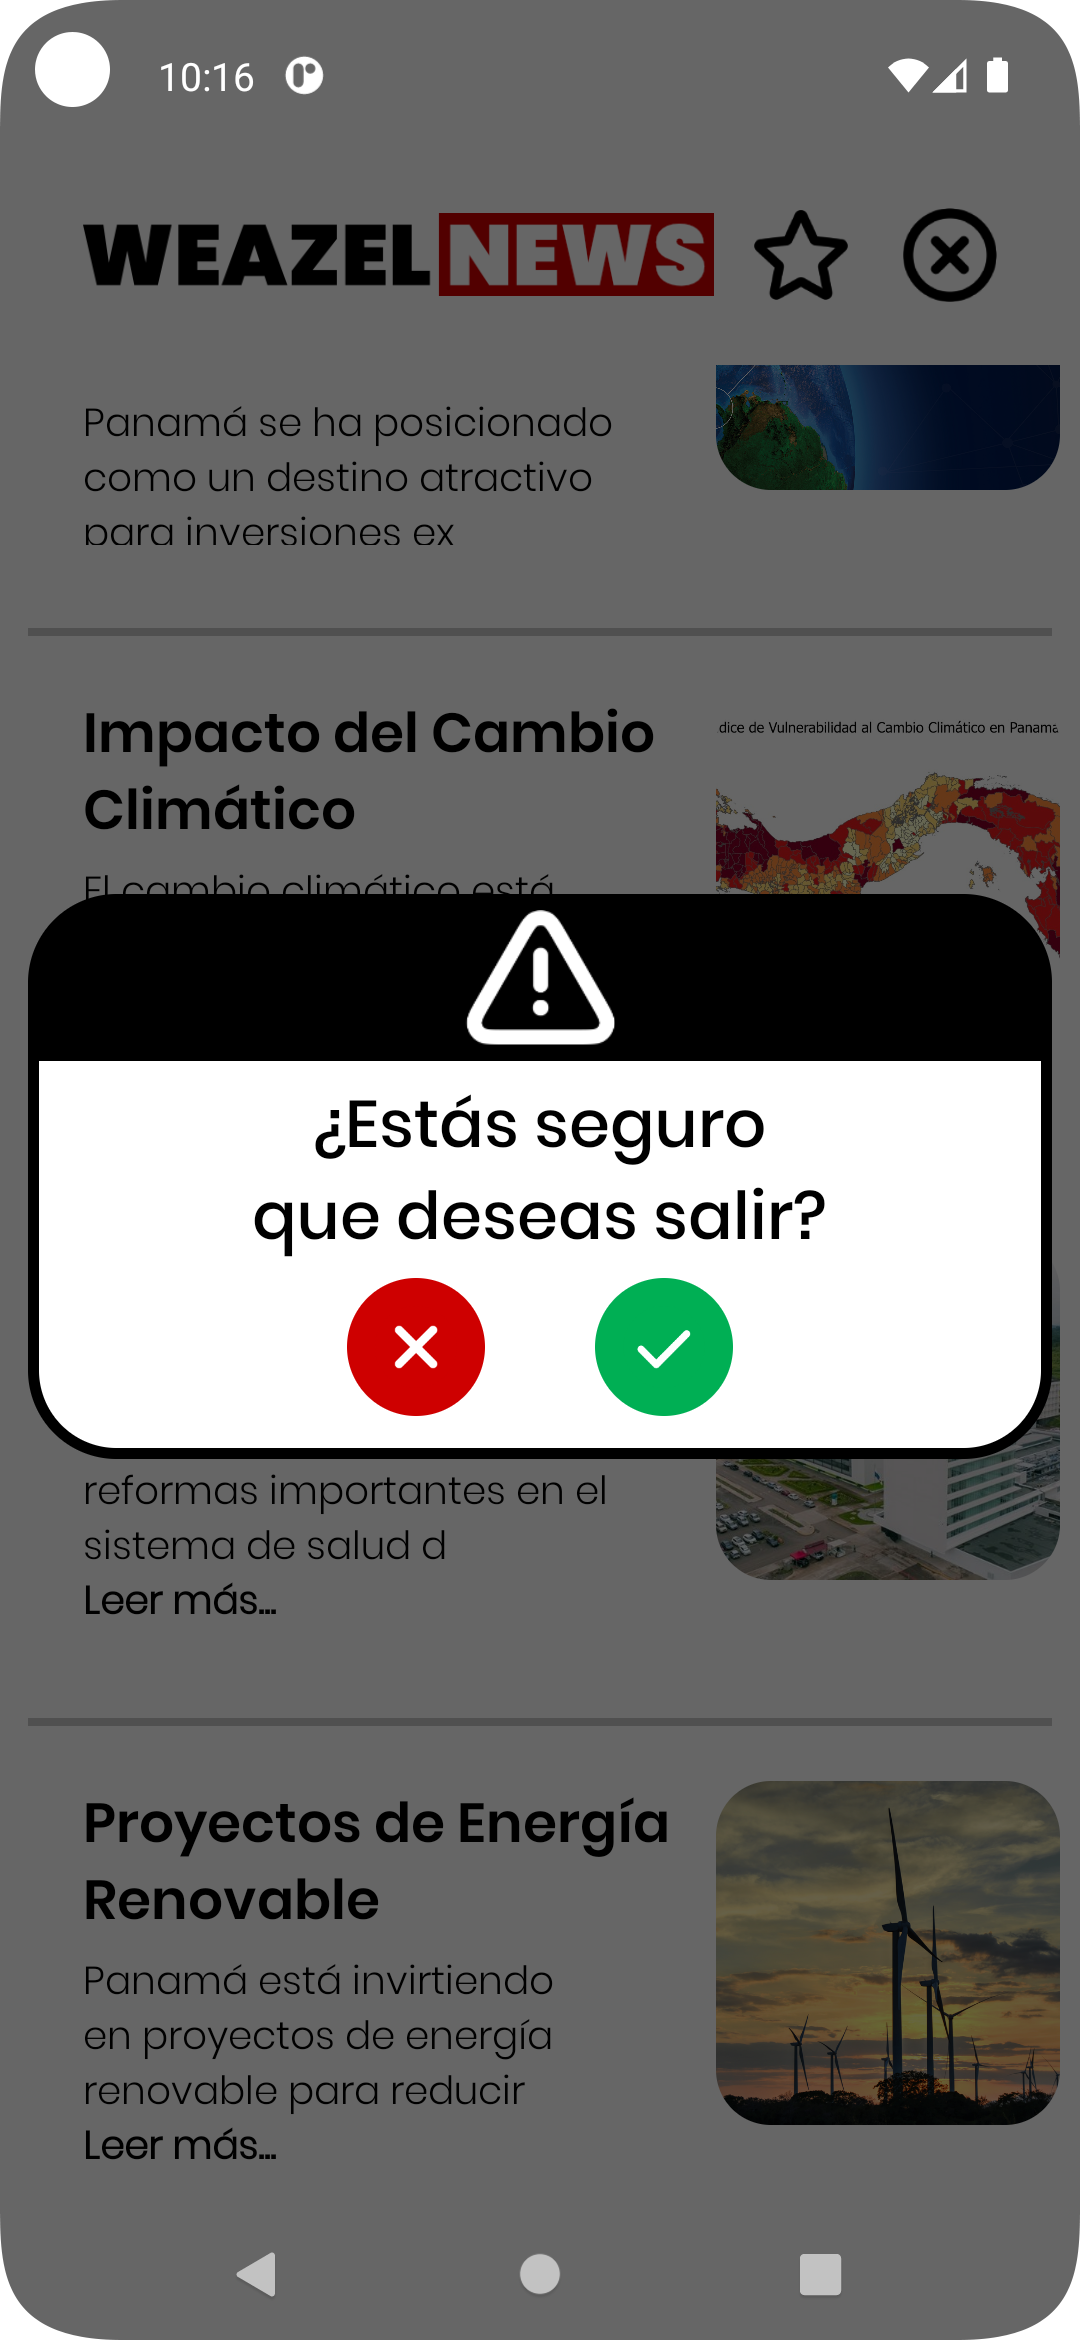 10:16
WEAZEL NEWS
Panamá se ha posicionado
como un destino atractivo
para inversiones ex
Impacto del Cambio
Climático
dice de Vulnerabilidad al Cambio Climático en Panamá
El cambio climático está
¿Estás seguro
que deseas salir?
reformas importantes en el
sistema de salud d
Leer más...
Proyectos de Energía
Renovable
Panamá está invirtiendo
en proyectos de energía
renovable para reducir
Leer más...